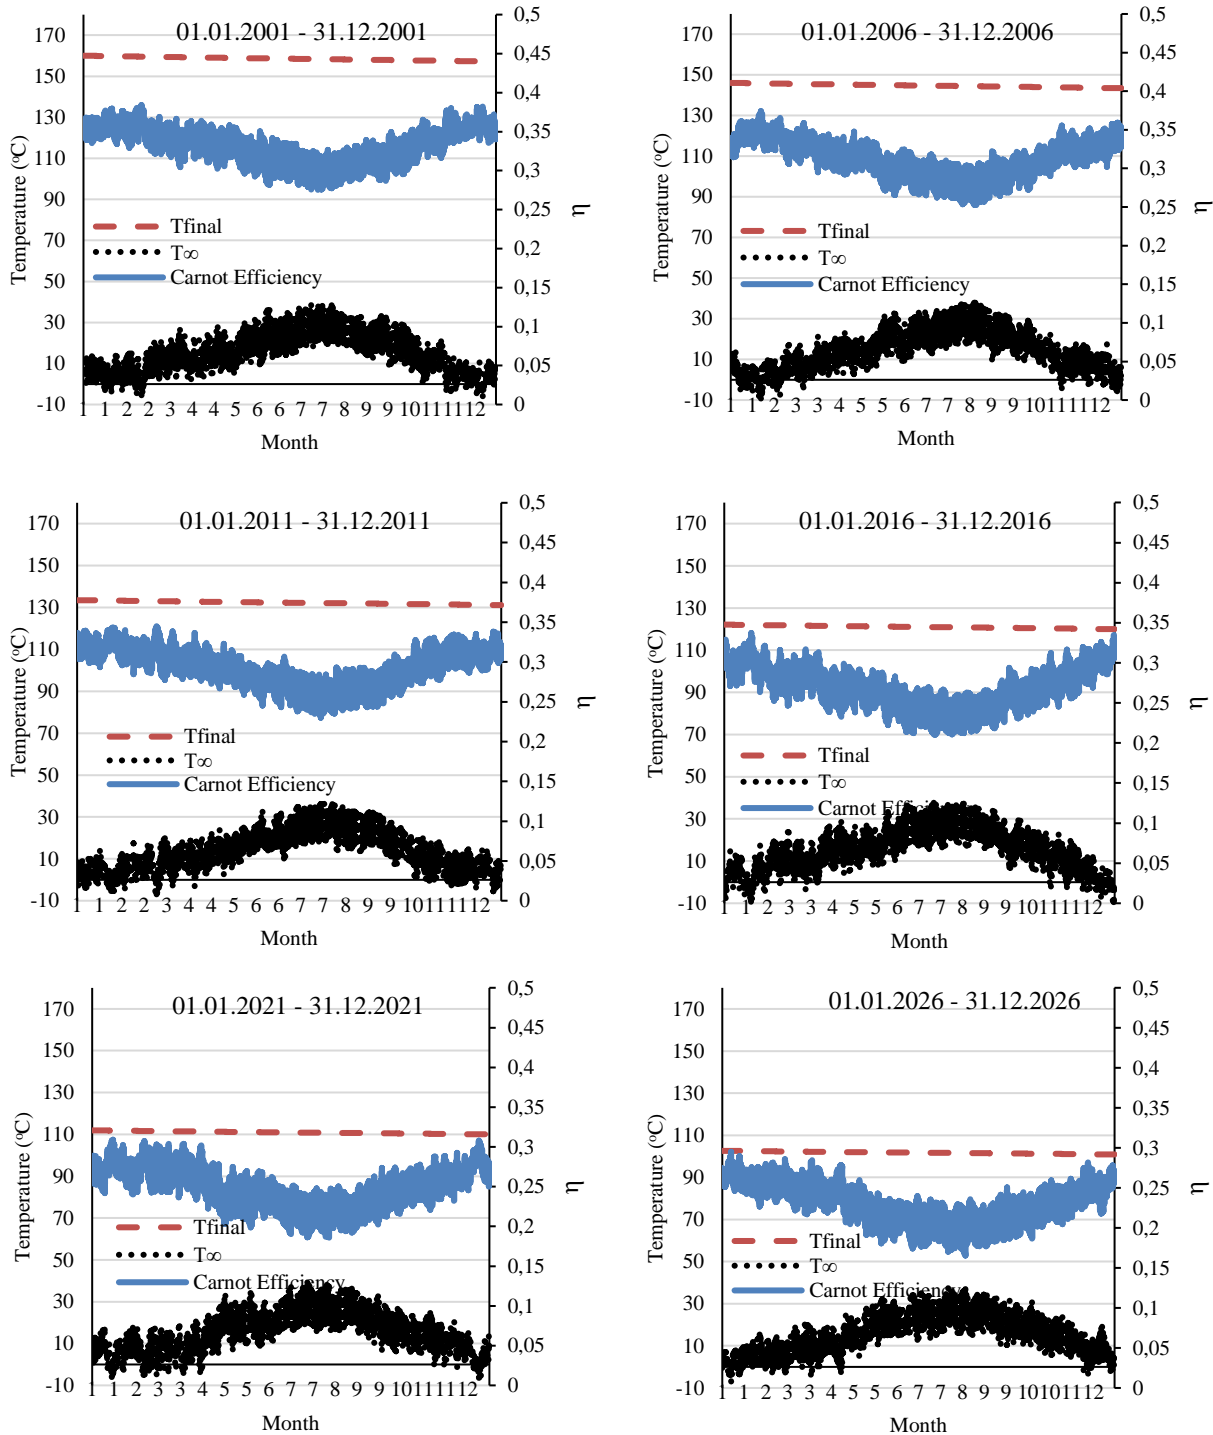 01.01.2001 - 31.12.2001
170
150
130
110
90
70
50
30
10
-10
Temperature (ºC)
0,5
0,45
0,4
0,35
0,3
0,25
0,2
0,15
0,1
0,05
0
η
Tfinal
T∞
Carnot Efficiency
1 1 2 2 3 3 4 5 5 6 7 7 8 8 9 9 10 11 11 12
Month
01.01.2006 - 31.12.2006
170
150
130
110
90
70
50
30
10
-10
Temperature (ºC)
0,5
0,45
0,4
0,35
0,3
0,25
0,2
0,15
0,1
0,05
0
η
Tfinal
T∞
Carnot Efficiency
1 1 2 3 3 4 5 5 6 7 7 8 9 9 10 11 11 12
Month
01.01.2011 - 31.12.2011
170
150
130
110
90
70
50
30
10
-10
Temperature (ºC)
0,5
0,45
0,4
0,35
0,3
0,25
0,2
0,15
0,1
0,05
0
η
Tfinal
T∞
Carnot Efficiency
1 1 2 2 3 4 4 5 6 6 7 7 8 9 9 10 11 11 12
Month
01.01.2016 - 31.12.2016
170
150
130
110
90
70
50
30
10
-10
Temperature (ºC)
0,5
0,45
0,4
0,35
0,3
0,25
0,2
0,15
0,1
0,05
0
η
Tfinal
T∞
Carnot Efficiency
1 1 2 3 3 4 5 5 6 7 7 8 9 9 10 11 11 12
Month
01.01.2021 - 31.12.2021
170
150
130
110
90
70
50
30
10
-10
Temperature (ºC)
0,5
0,45
0,4
0,35
0,3
0,25
0,2
0,15
0,1
0,05
0
η
Tfinal
T∞
Carnot Efficiency
1 1 2 3 3 4 4 5 6 7 7 8 9 9 10 10 11 12
Month
01.01.2026 - 31.12.2026
170
150
130
110
90
70
50
30
10
-10
Temperature (ºC)
0,5
0,45
0,4
0,35
0,3
0,25
0,2
0,15
0,1
0,05
0
η
Tfinal
T∞
Carnot Efficiency
1 1 2 3 3 4 4 5 6 6 7 8 8 9 10 10 11 12
Month